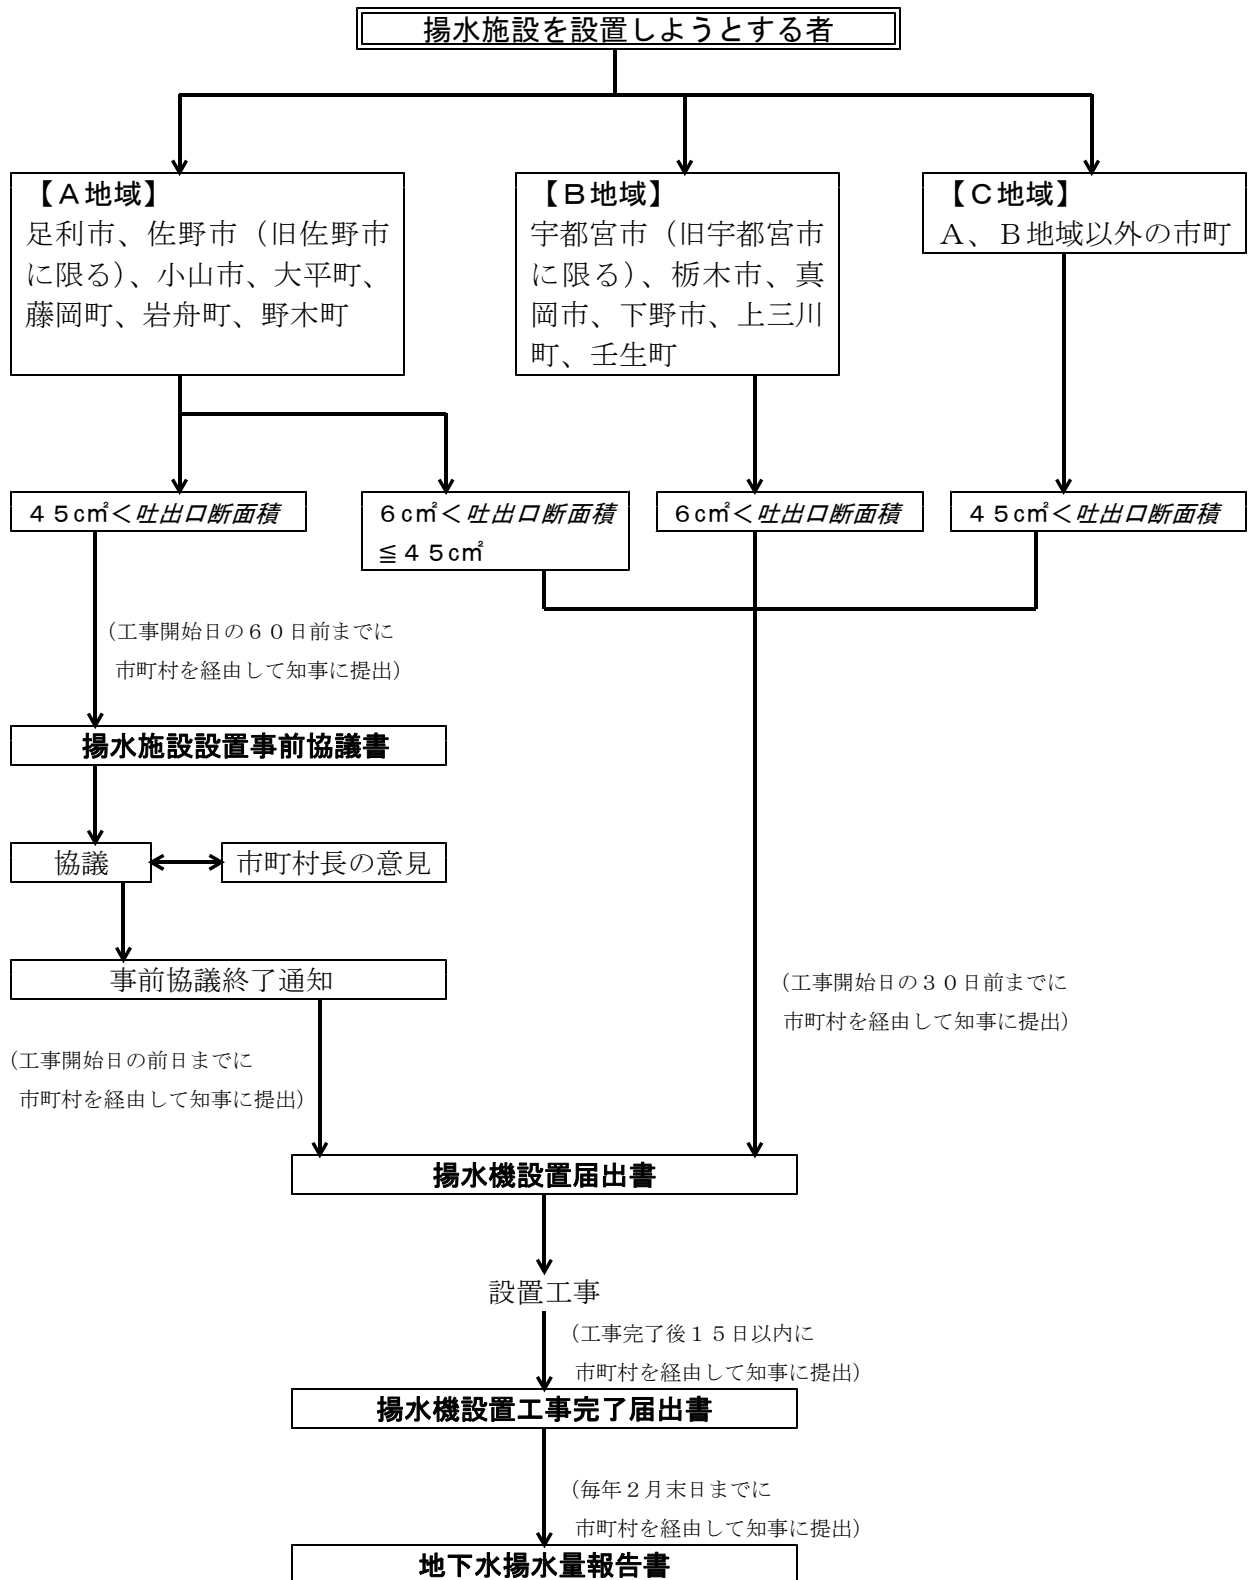 揚水施設を設置しようとする者
【A地域】
足利市、佐野市（旧佐野市
に限る）、小山市、大平町、
藤岡町、岩舟町、野木町
【B地域】
宇都宮市（旧宇都宮市
に限る）、栃木市、真
岡市、下野市、上三川
町、壬生町
【C地域】
A、B地域以外の市町
４５c㎡＜吐出口断面積
６c㎡＜吐出口断面積
≦４５c㎡
６c㎡＜吐出口断面積
４５c㎡＜吐出口断面積
（工事開始日の６０日前までに
市町村を経由して知事に提出）
揚水施設設置事前協議書
協議
市町村長の意見
事前協議終了通知
（工事開始日の３０日前までに
市町村を経由して知事に提出）
（工事開始日の前日までに
市町村を経由して知事に提出）
揚水機設置届出書
設置工事
（工事完了後１５日以内に
市町村を経由して知事に提出）
揚水機設置工事完了届出書
（毎年２月末日までに
市町村を経由して知事に提出）
地下水揚水量報告書